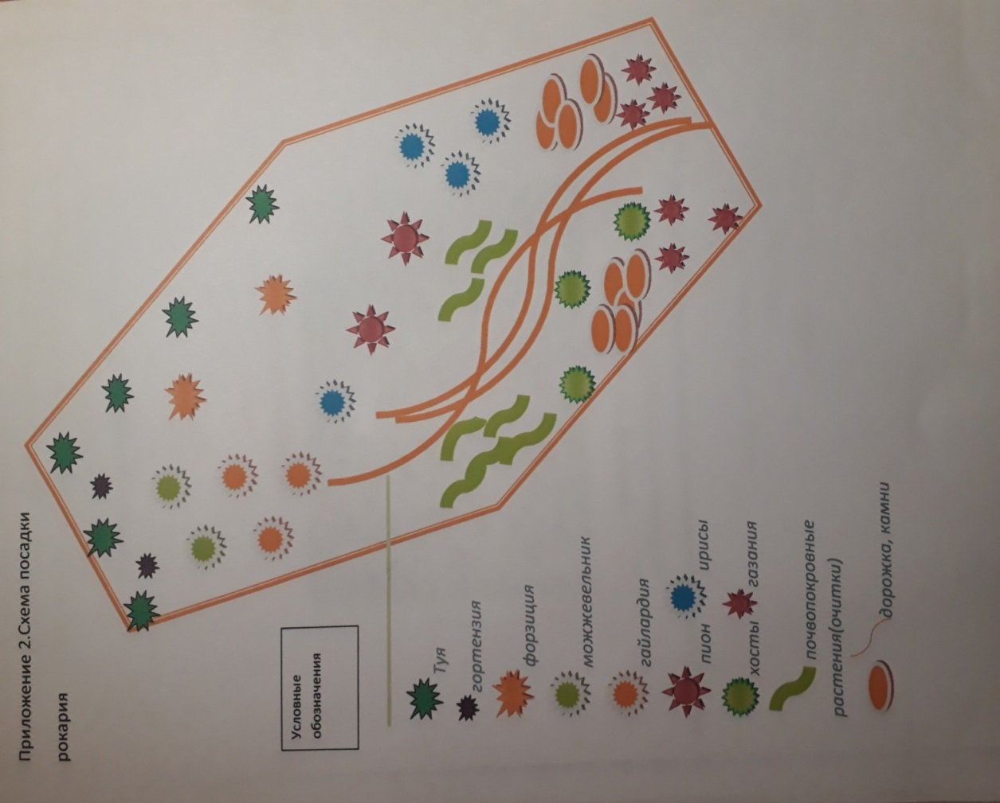 Приложение 2.Схема посадки
рокария
Условные
обозначения
Туя
гортензия
форзиция
можжевельник
гайлардия
пион ирисы
хосты газания
почвопокровные
растения(очитки)
дорожка, камни